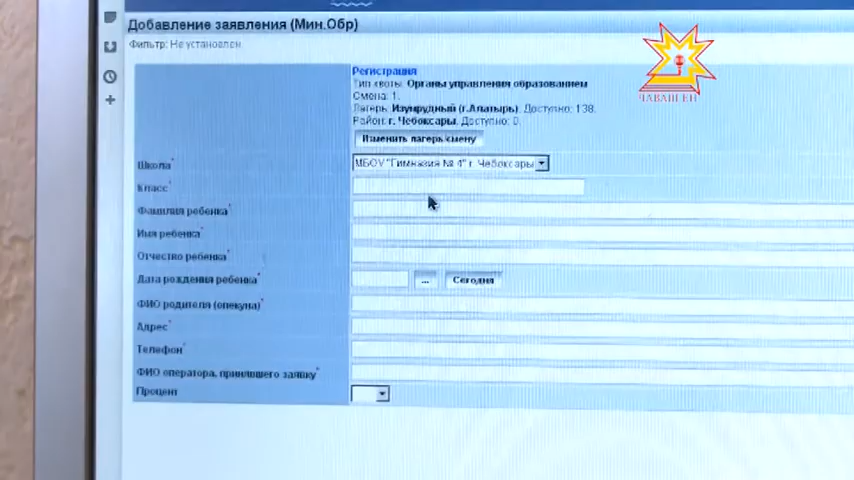 Добавление заявления (Мин.Обр)
Фильтр: Не установлен
Регистрация
Тип квоты: Органы управления образованием
Смена: 1.
Лагерь: Изумрудный (г.Алатырь). Доступно: 138.
Район: г. Чебоксары. Доступно: 0.
Изменить лагерь/смену
Школа* МБОУ "Гимназия № 4" г. Чебоксары
Класс*
Фамилия ребенка*
Имя ребенка*
Отчество ребенка*
Дата рождения ребенка* ... Сегодня
ФИО родителя (опекуна)*
Адрес*
Телефон*
ФИО оператора, принявшего заявку*
Процент
ЧАВАШ ЕН